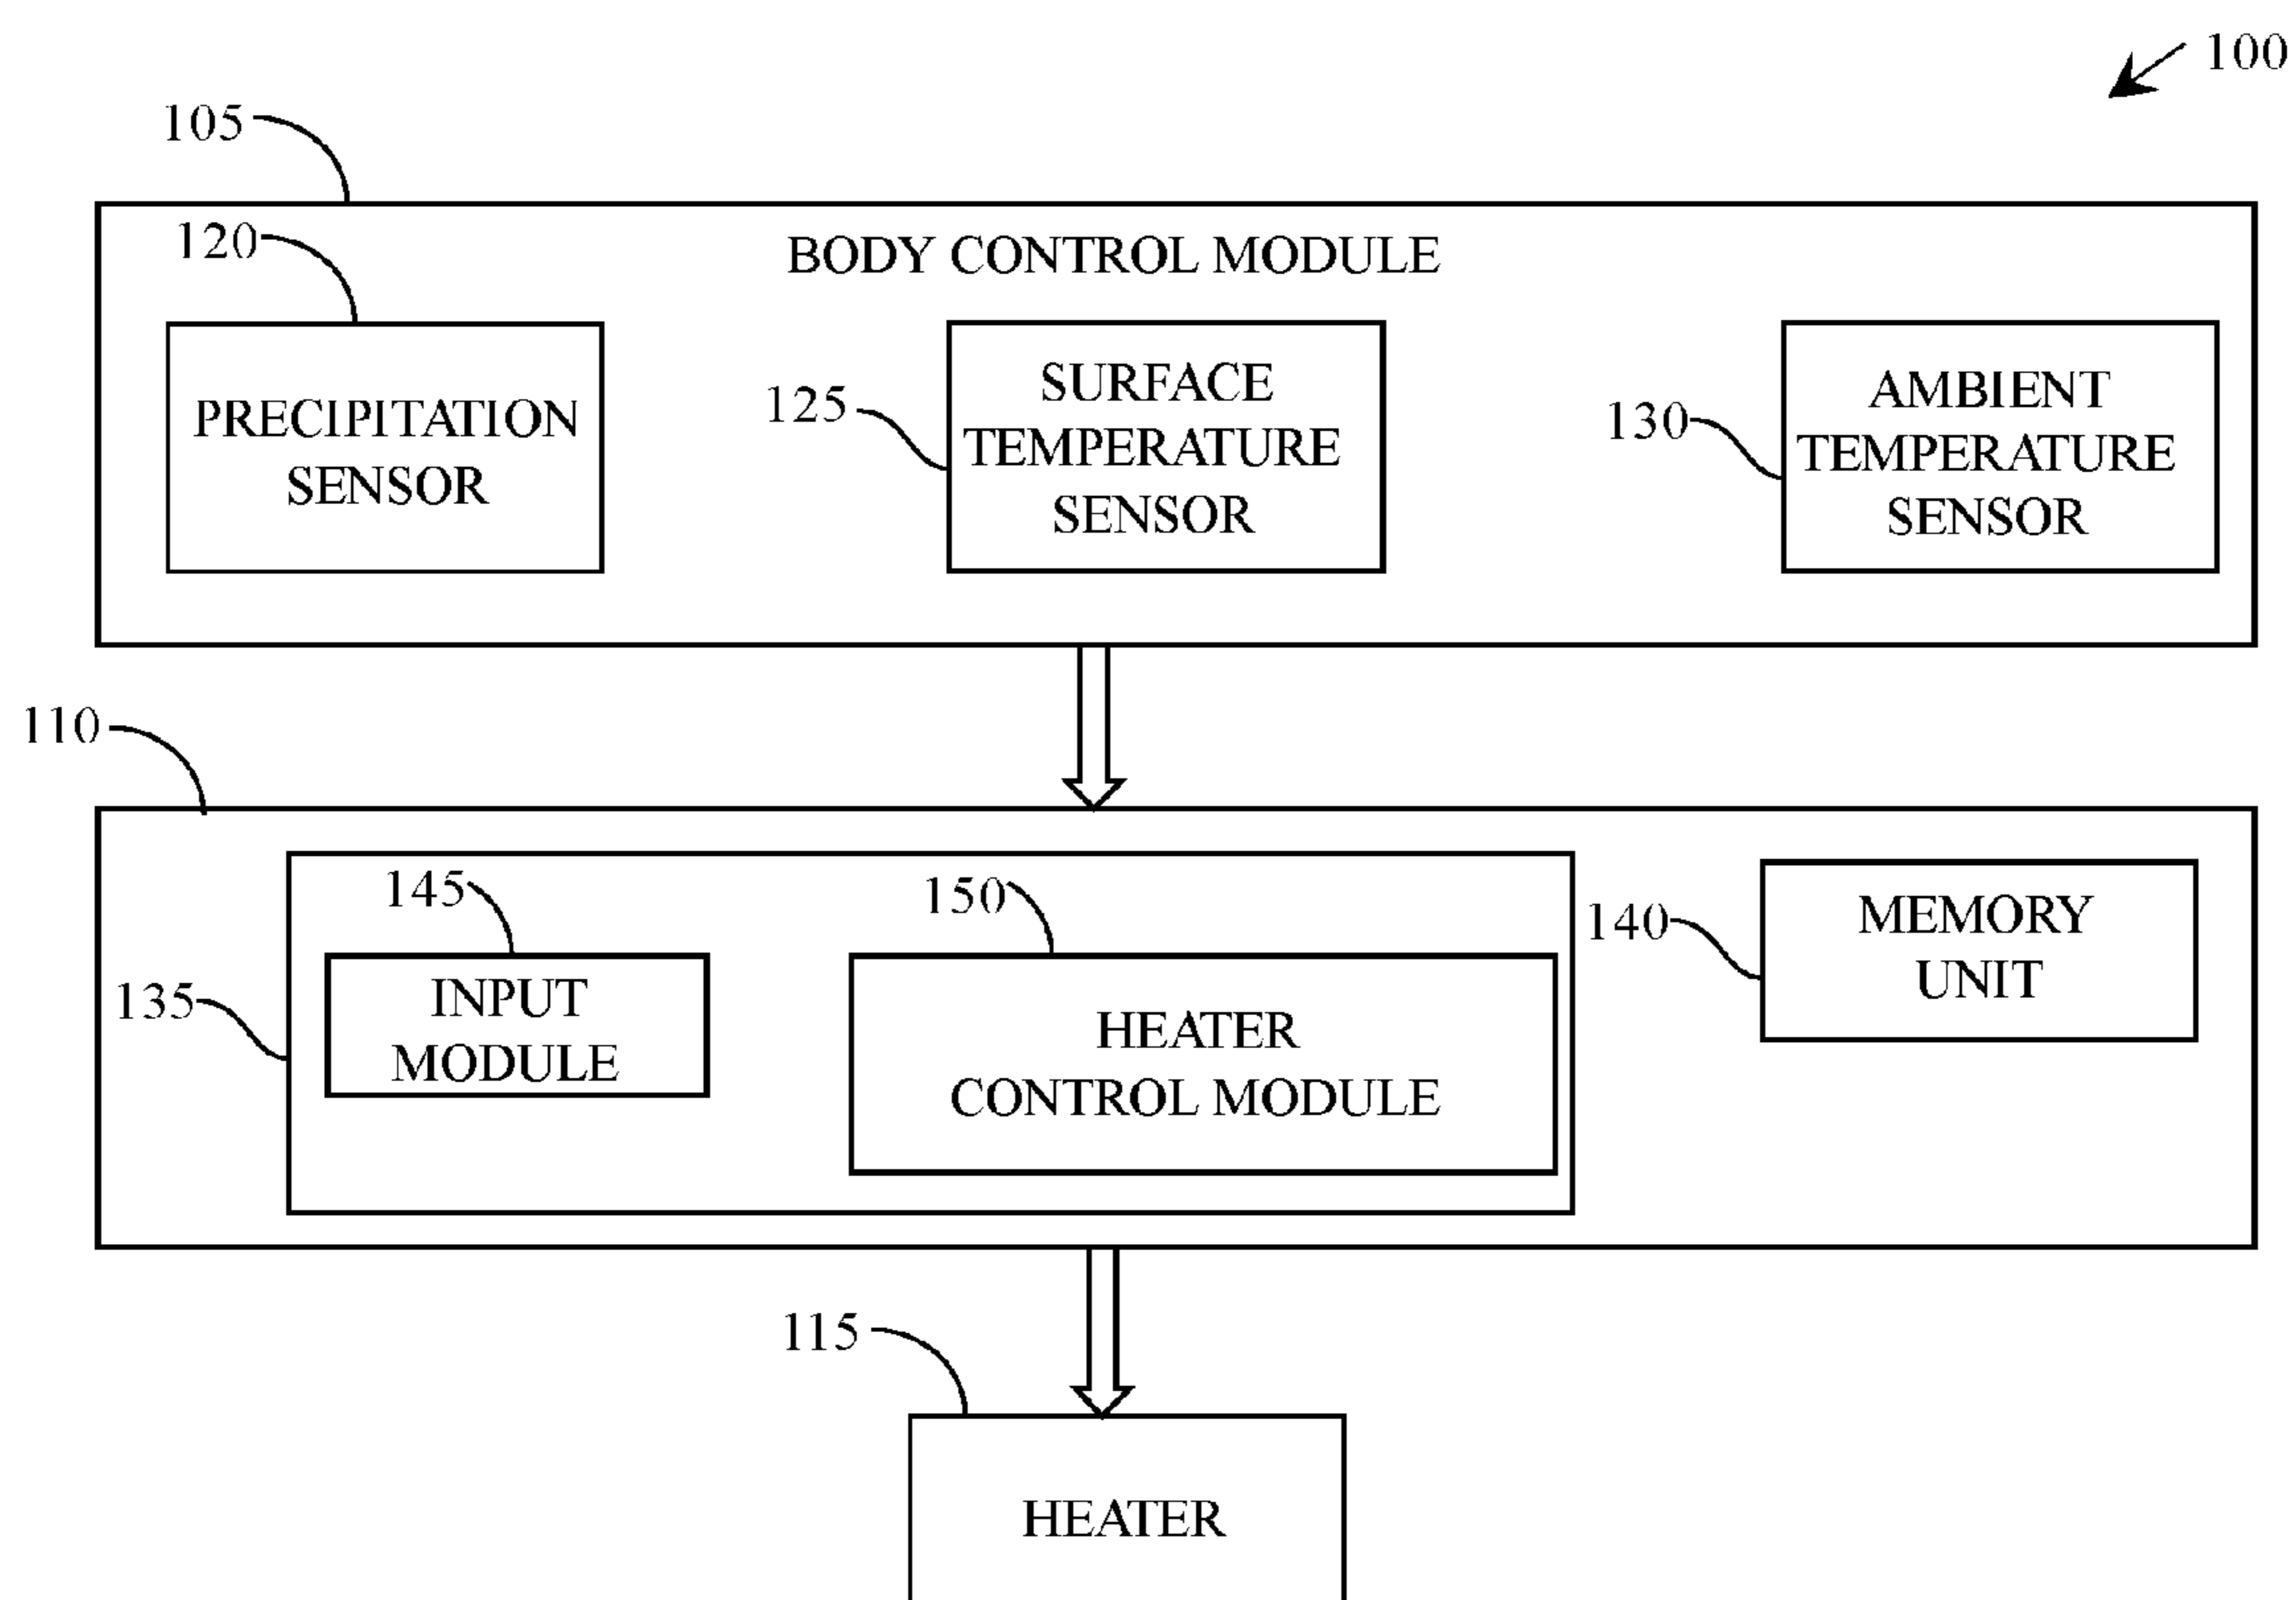 100
105
120
BODY CONTROL MODULE
PRECIPITATION
SENSOR
125
SURFACE
TEMPERATURE
SENSOR
130
AMBIENT
TEMPERATURE
SENSOR
110
135
145
INPUT
MODULE
150
HEATER
CONTROL MODULE
140
MEMORY
UNIT
115
HEATER